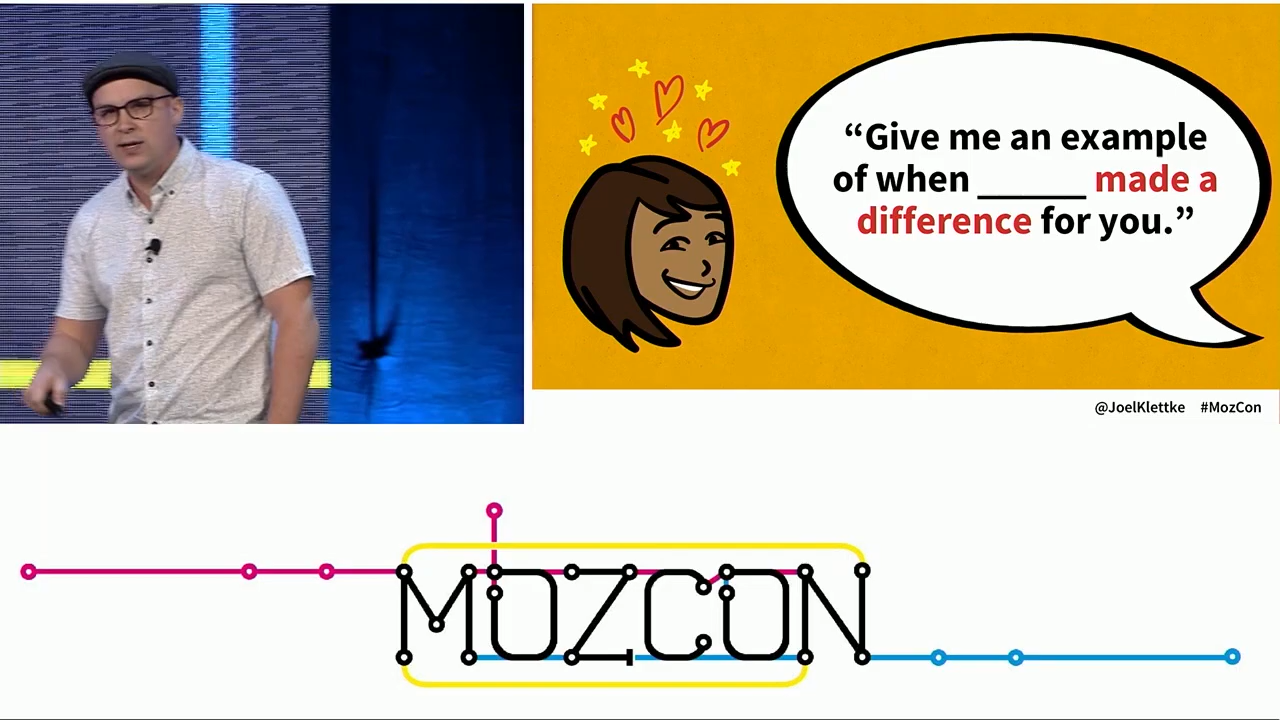 “Give me an example
of when ______ made a
difference for you.”
@JoelKlettke #MozCon
MOZCON